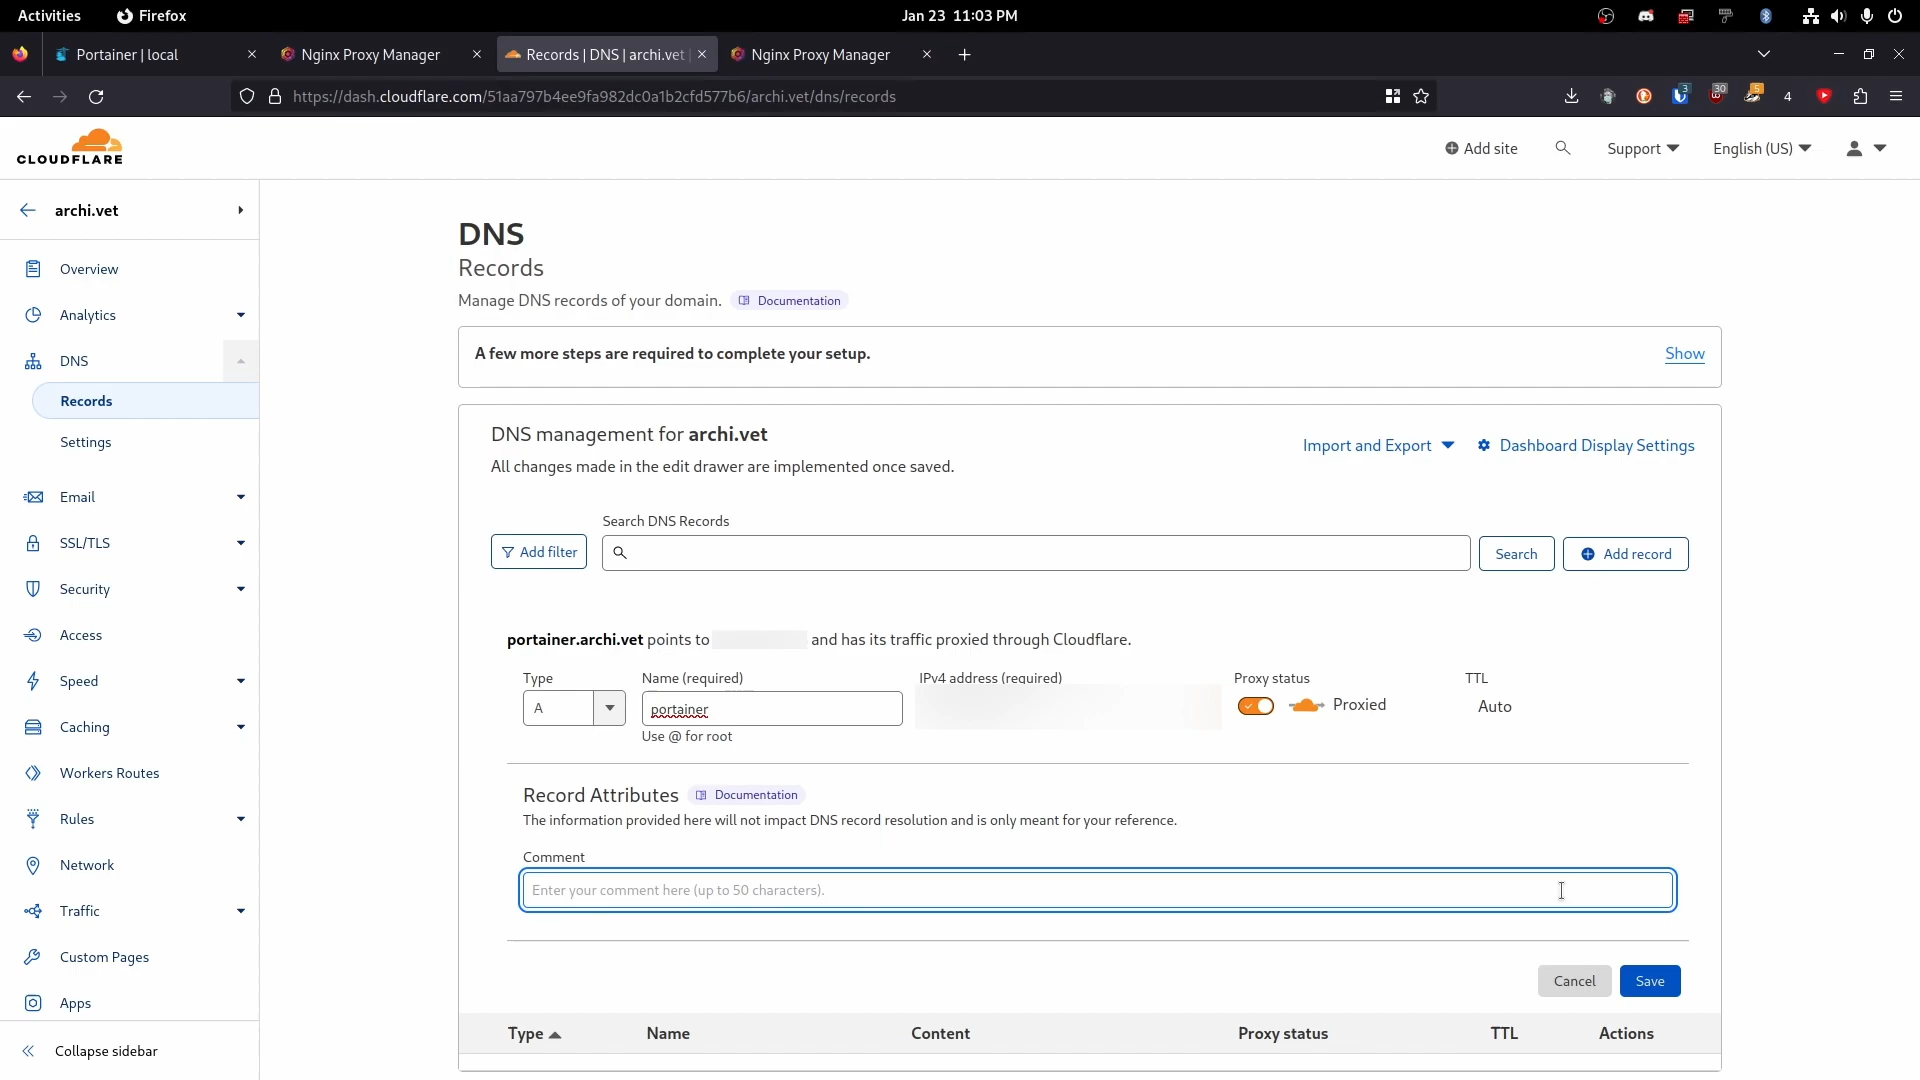 Activities
Firefox
Jan 23 11:03 PM
Portainer | local
Nginx Proxy Manager
Records | DNS | archi.vet |
Nginx Proxy Manager
https://dash.cloudflare.com/51aa797b4ee9fa982dc0a1b2cfd577b6/archi.vet/dns/records
3
30
5
4
CLOUDFLARE
Add site
Support
English (US)
archi.vet
Overview
Analytics
DNS
Records
Settings
Email
SSL/TLS
Security
Access
Speed
Caching
Workers Routes
Rules
Network
Traffic
Custom Pages
Apps
Collapse sidebar
DNS
Records
Manage DNS records of your domain. Documentation
A few more steps are required to complete your setup. Show
DNS management for archi.vet
All changes made in the edit drawer are implemented once saved.
Import and Export
Dashboard Display Settings
Search DNS Records
Add filter
Search
Add record
portainer.archi.vet points to and has its traffic proxied through Cloudflare.
Type Name (required) IPv4 address (required) Proxy status TTL
A portainer Proxied Auto
Use @ for root
Record Attributes Documentation
The information provided here will not impact DNS record resolution and is only meant for your reference.
Comment
Enter your comment here (up to 50 characters).
Cancel Save
Type Name Content Proxy status TTL Actions